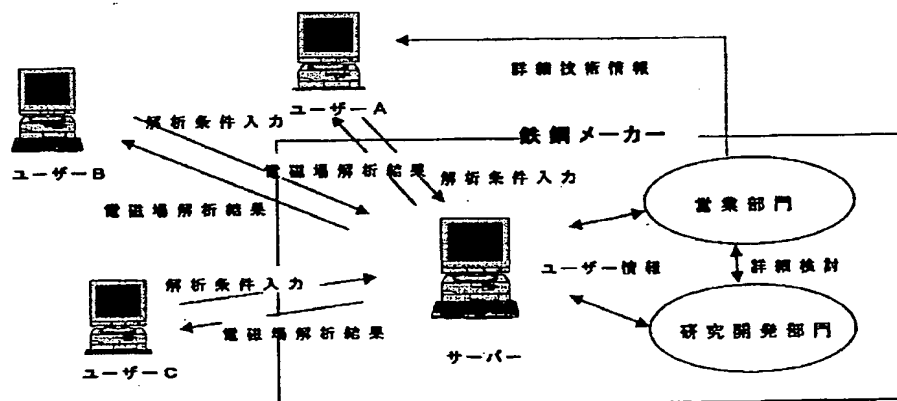 詳細技術情報
ユーザーA
解析条件入力
鉄鋼メーカー
ユーザーB
電磁場解析結果
解析条件入力
電磁場解析結果
営業部門
ユーザー情報
詳細検討
解析条件入力
電磁場解析結果
サーバー
研究開発部門
ユーザーC